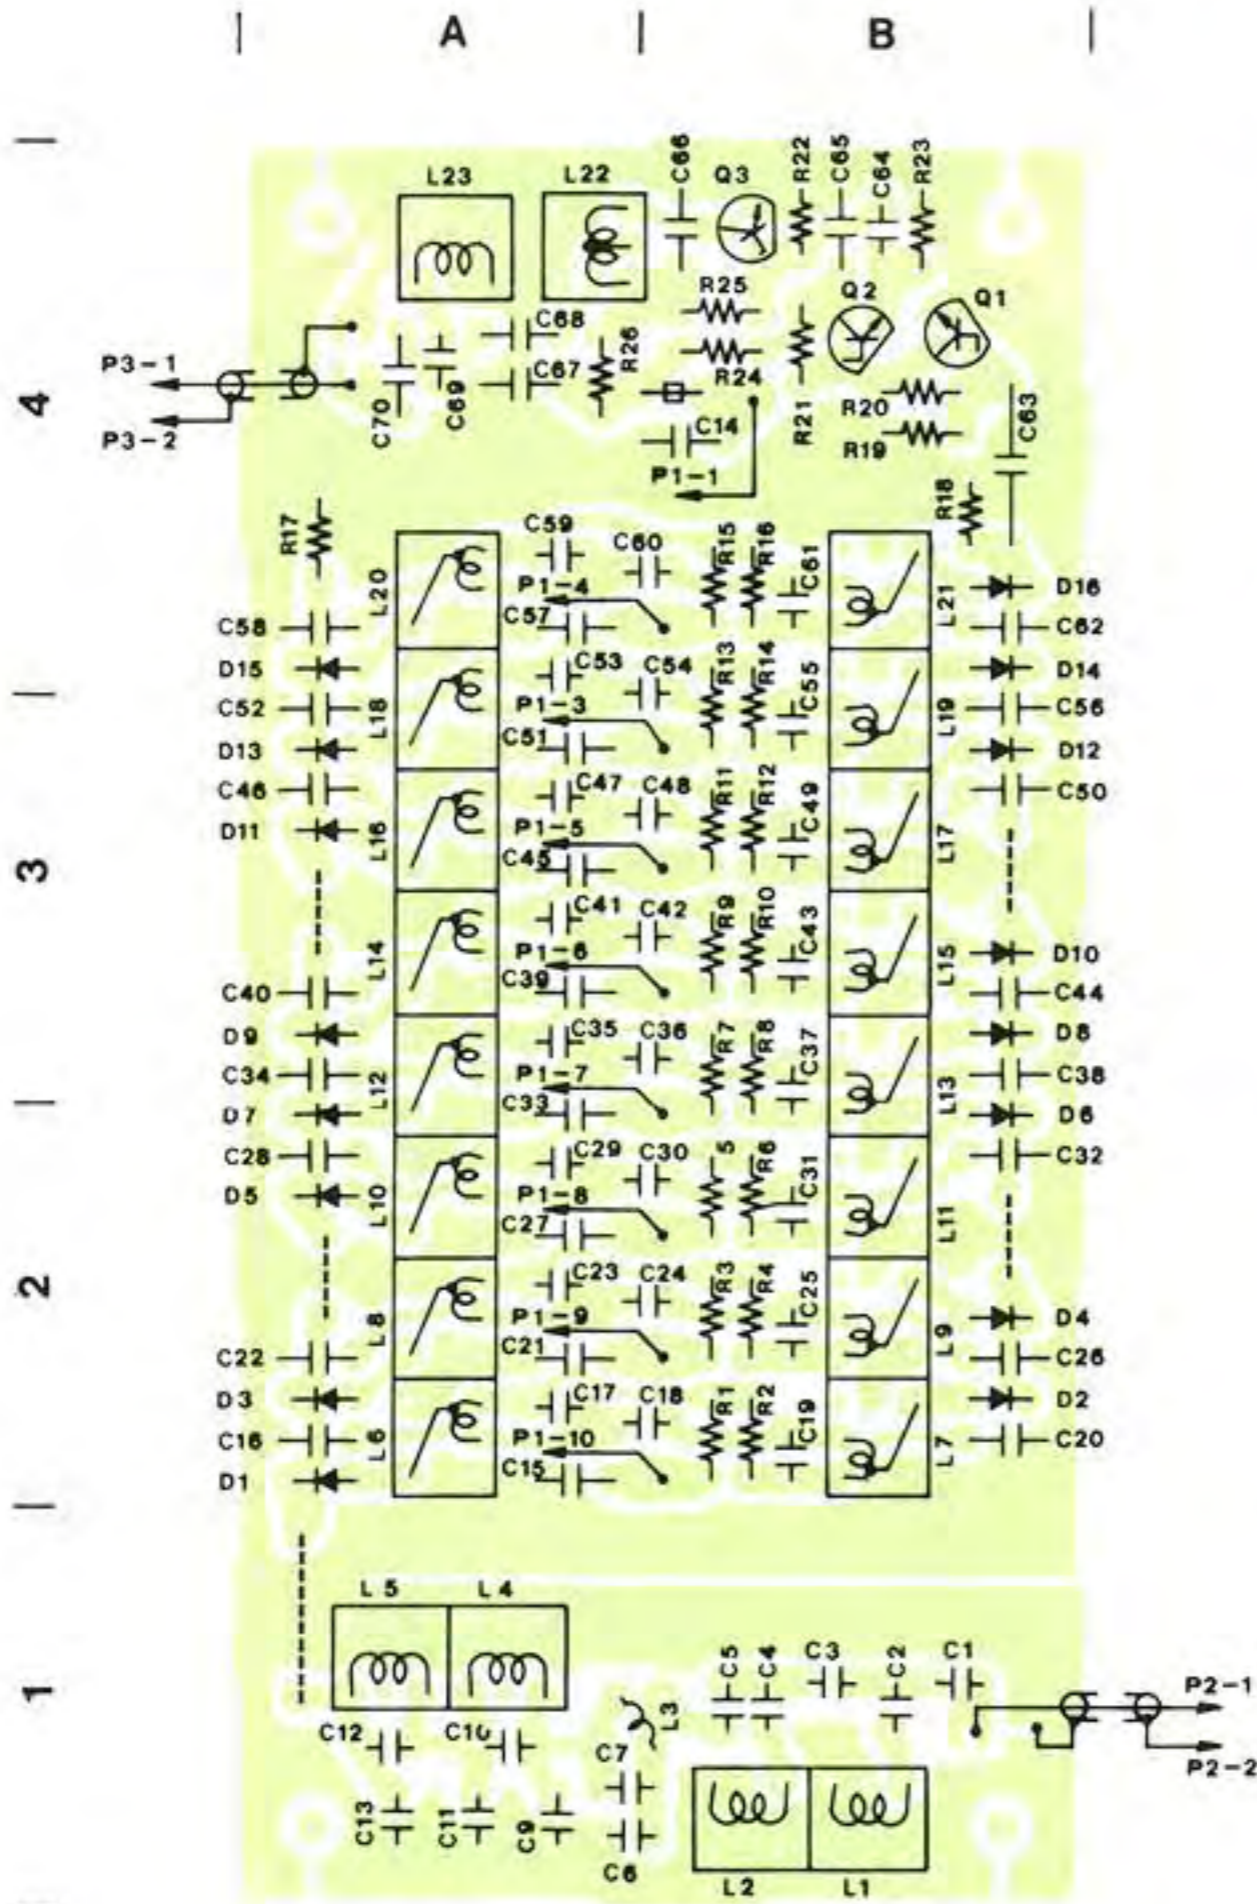 A B
L23 L22 C66 Q3 R22 C65 C64 R23
R25 Q2 Q1
C68 R26
P3-1 C67 R24
4
P3-2 C70 C69 C14 R21 R20 C63
R19
P1-1 R18
R17 C59 C60 R15 R16 C61
L20 P1-4 L21 D16
C58 C57 C62
D15 C53 C54 R13 R14 C55 D14
C52 L18 P1-3 L19 C56
D13 C51 D12
C46 C47 C48 R11 R12 C49 C50
D11 L16 P1-5 L17
3 C45
C41 C42 R9 R10 C43
L14 P1-6 L15 D10
C40 C39 C44
D9 C35 C36 R7 R8 C37 D8
C34 L12 P1-7 L13 C38
D7 C33 D6
C28 C29 C30 5 R6 C31 C32
D5 L10 P1-8 L11
C27
2 C23 C24 R3 R4 C25
L8 P1-9 L9 D4
C22 C21 C26
D3 C17 C18 R1 R2 C19 D2
C16 L6 P1-10 L7 C20
D1 C15
L5 L4
1 C5 C4 C3 C2 C1
L3 P2-1
C12 C10 C7 P2-2
C13 C11 C9 C6
L2 L1